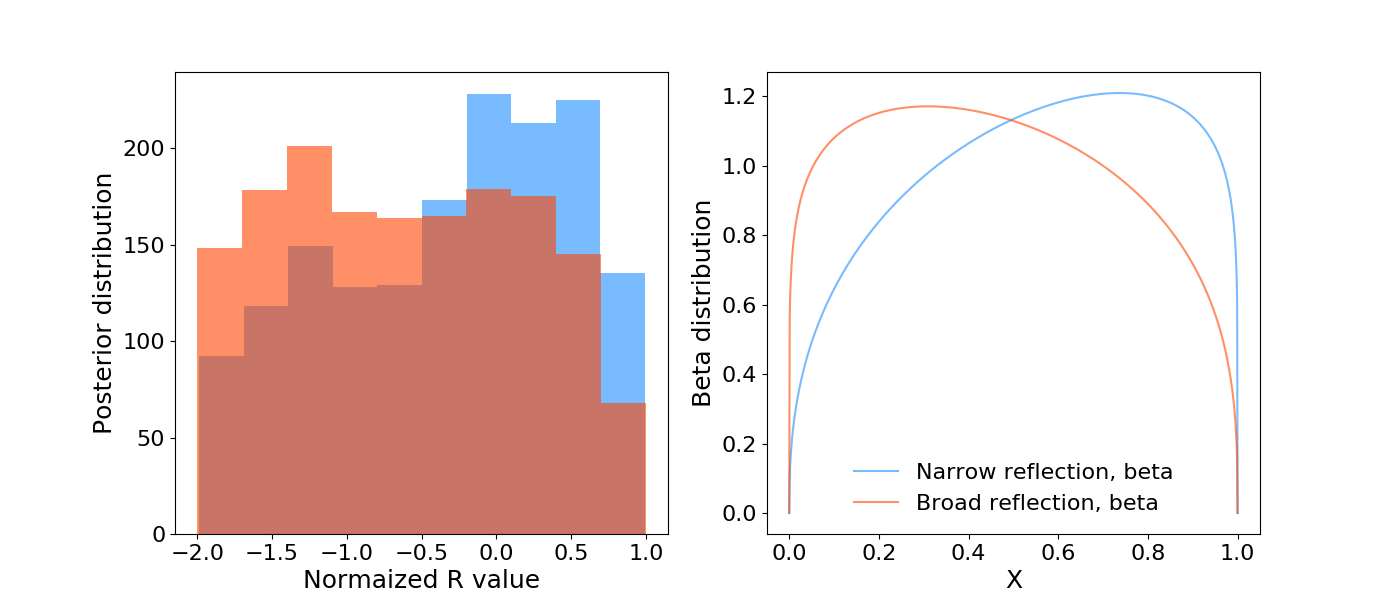 Posterior distribution
200
150
100
50
0
−2.0 −1.5 −1.0 −0.5 0.0 0.5 1.0
Normaized R value
Beta distribution
1.2
1.0
0.8
0.6
0.4
0.2
0.0
Narrow reflection, beta
Broad reflection, beta
0.0 0.2 0.4 0.6 0.8 1.0
X